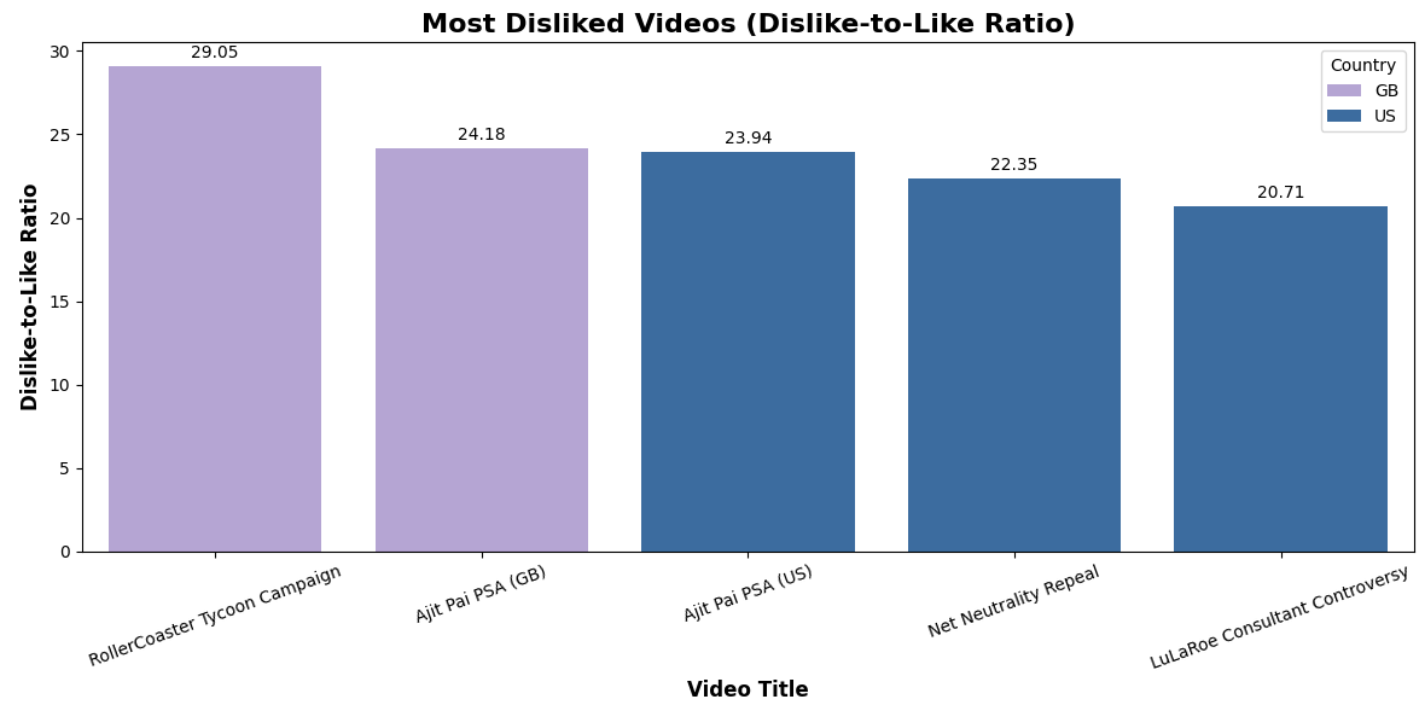 Most Disliked Videos (Dislike-to-Like Ratio)
Dislike-to-Like Ratio
30
25
20
15
10
5
0
29.05
24.18
23.94
22.35
20.71
Country
GB
US
RollerCoaster Tycoon Campaign
Ajit Pai PSA (GB)
Ajit Pai PSA (US)
Net Neutrality Repeal
LuLaRoe Consultant Controversy
Video Title